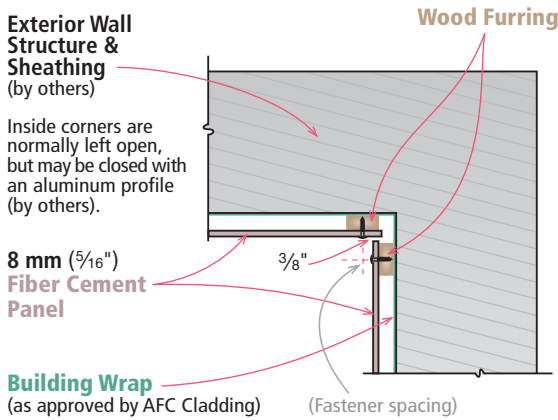 Exterior Wall
Structure &
Sheathing
(by others)
Wood Furring
Inside corners are
normally left open,
but may be closed with
an aluminum profile
(by others).
8 mm (5⁄16")
Fiber Cement
Panel
3⁄8"
Building Wrap
(as approved by AFC Cladding)
(Fastener spacing)